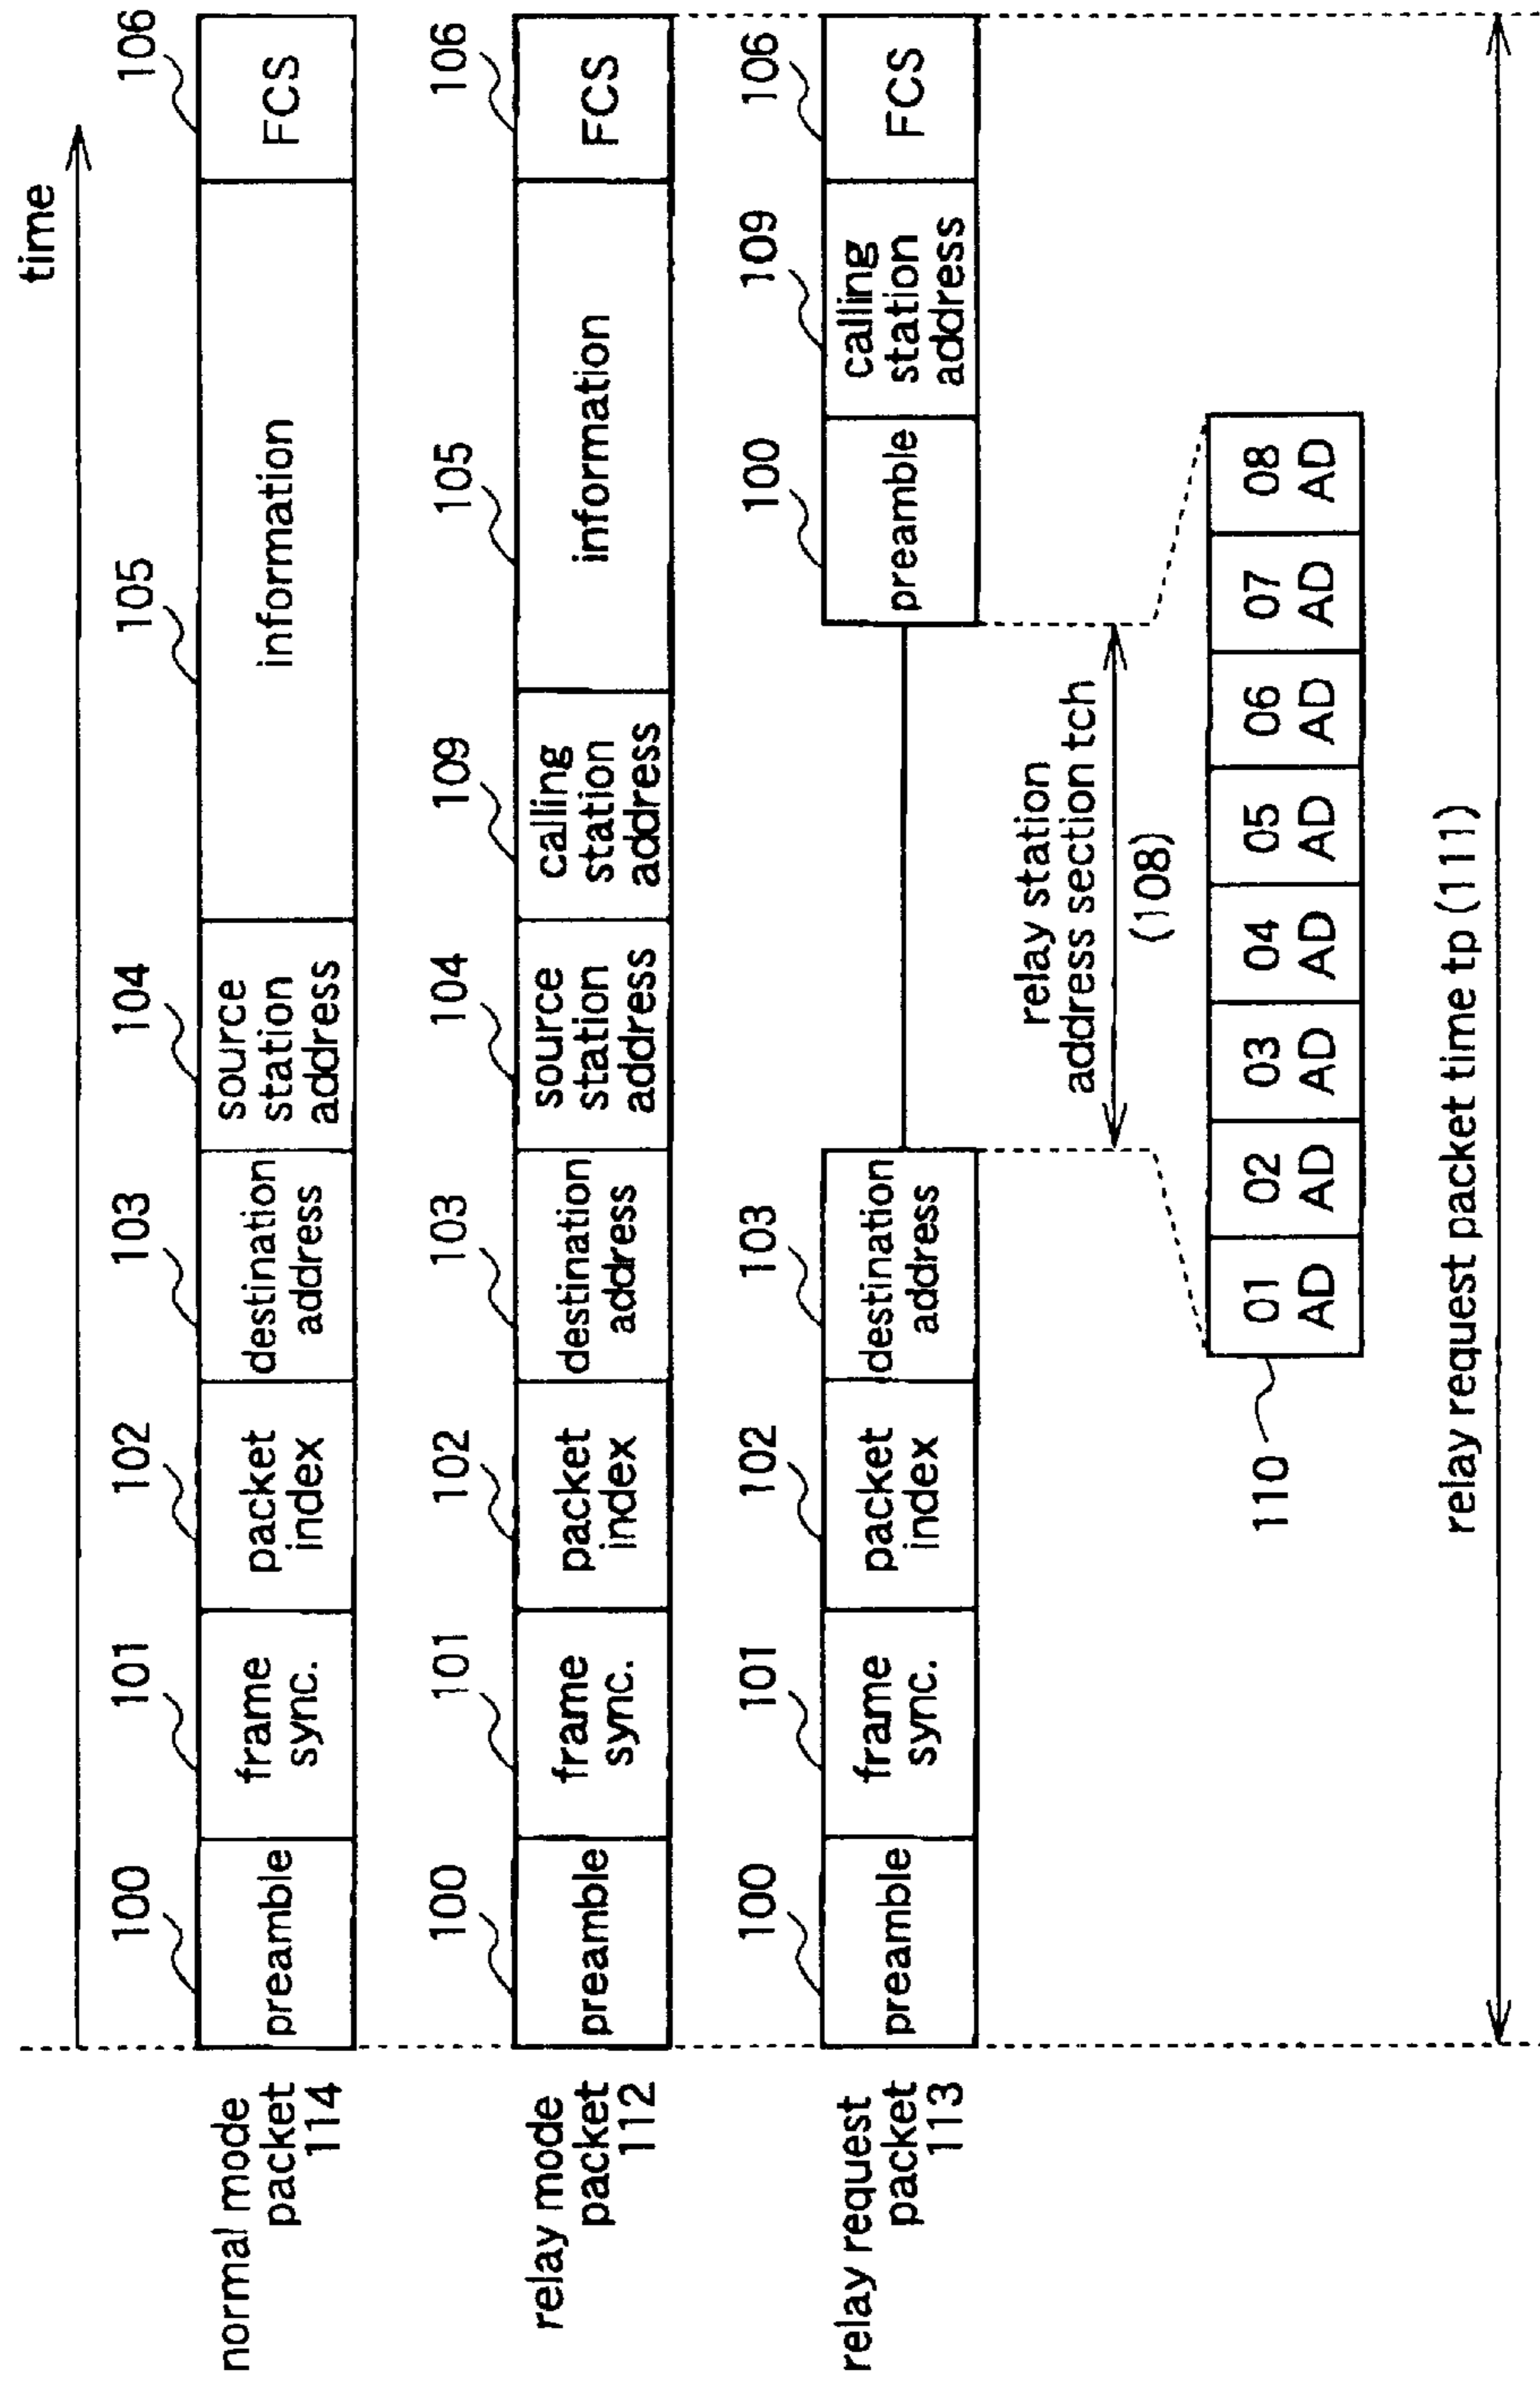 time
100
101
102
103
104
105
106
normal mode
packet
114
preamble
frame
sync.
packet
index
destination
address
source
station
address
information
FCS
100
101
102
103
104
109
105
106
relay mode
packet
112
preamble
frame
sync.
packet
index
destination
address
source
station
address
calling
station
address
information
FCS
100
101
102
103
100
109
106
relay request
packet
113
preamble
frame
sync.
packet
index
destination
address
preamble
calling
station
address
FCS
relay station
address section tch
(108)
110
01
AD
02
AD
03
AD
04
AD
05
AD
06
AD
07
AD
08
AD
relay request packet time tp (111)